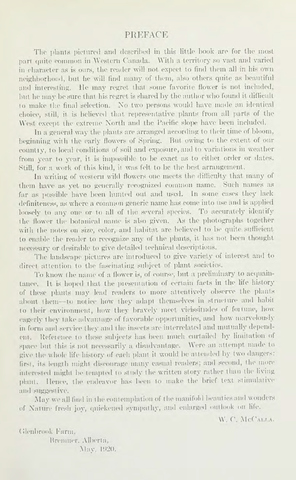 PREFACE
The plants pictured and described in this little book are for the most
part quite common in Western Canada. With a territory so vast and varied
in character as is ours, the reader will not expect to find them all in his own
neighborhood, but he will find many of them, also others quite as beautiful
and interesting. He may regret that some favorite flower is not included,
but he may be sure that his regret is shared by the author who found it difficult
to make the final selection. No two persons would have made an identical
choice, still, it is believed that representative plants from all parts of the
West except the extreme North and the Pacific slope have been included.
In a general way the plants are arranged according to their time of bloom,
beginning with the early flowers of Spring. But owing to the extent of our
country, to local conditions of soil and exposure, and to variations in weather
from year to year, it is impossible to be exact as to either order or dates.
Still, for a work of this kind, it was felt to be the best arrangement.
In writing of western wild flowers one meets the difficulty that many of
them have as yet no generally recognized common name. Such names as
far as possible have been hunted out and used. In some cases they lack
definiteness, as where a common generic name has come into use and is applied
loosely to any one or to all of the several species. To accurately identify
the flower the botanical name is also given. As the photographs together
with the notes on size, color, and habitat are believed to be quite sufficient
to enable the reader to recognize any of the plants, it has not been thought
necessary or desirable to give detailed technical descriptions.
The landscape pictures are introduced to give variety of interest and to
direct attention to the fascinating subject of plant societies.
To know the name of a flower is, of course, but a preliminary to acquain-
tance. It is hoped that the presentation of certain facts in the life history
of these plants may lead readers to more attentively observe the plants
about them—to notice how they adapt themselves in structure and habit
to their environment, how they bravely meet vicissitudes of fortune, how
eagerly they take advantage of favorable opportunities, and how marvelously
in form and service they and the insects are interrelated and mutually depend-
ent. Reference to these subjects has been much curtailed by limitation of
space but this is not necessarily a disadvantage. Were an attempt made to
give the whole life history of each plant it would be attended by two dangers:
first, its length might discourage many casual readers; and second, the more
interested might be tempted to study the written story rather than the living
plant. Hence, the endeavor has been to make the brief text stimulative
and suggestive.
May we all find in the contemplation of the manifold beauties and wonders
of Nature fresh joy, quickened sympathy, and enlarged outlook on life.
W. C. McCalla.
Glenbrook Farm,
Bremner, Alberta,
May, 1920.